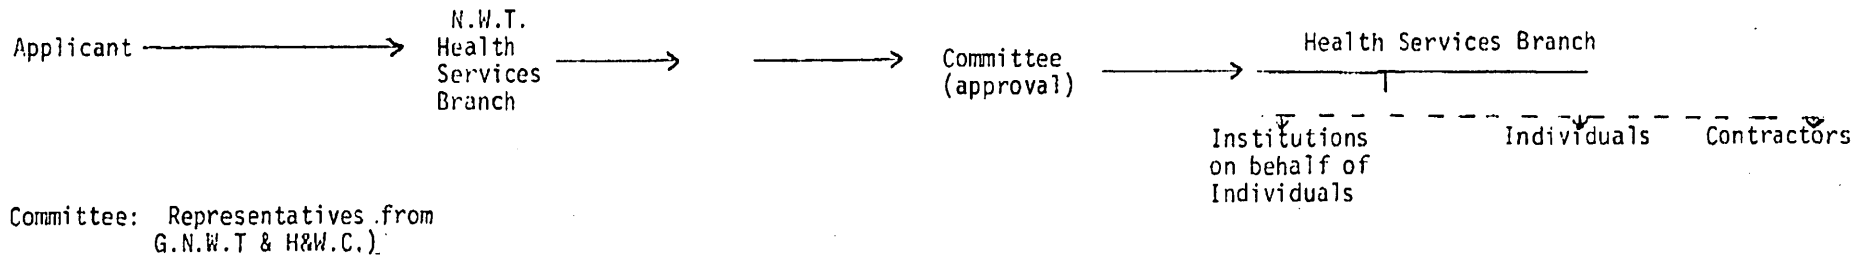 Applicant
N.W.T.
Health
Services
Branch
Committee
(approval)
Health Services Branch
Institutions
on behalf of
Individuals
Individuals
Contractors
Committee: Representatives from
G.N.W.T & H&W.C.)